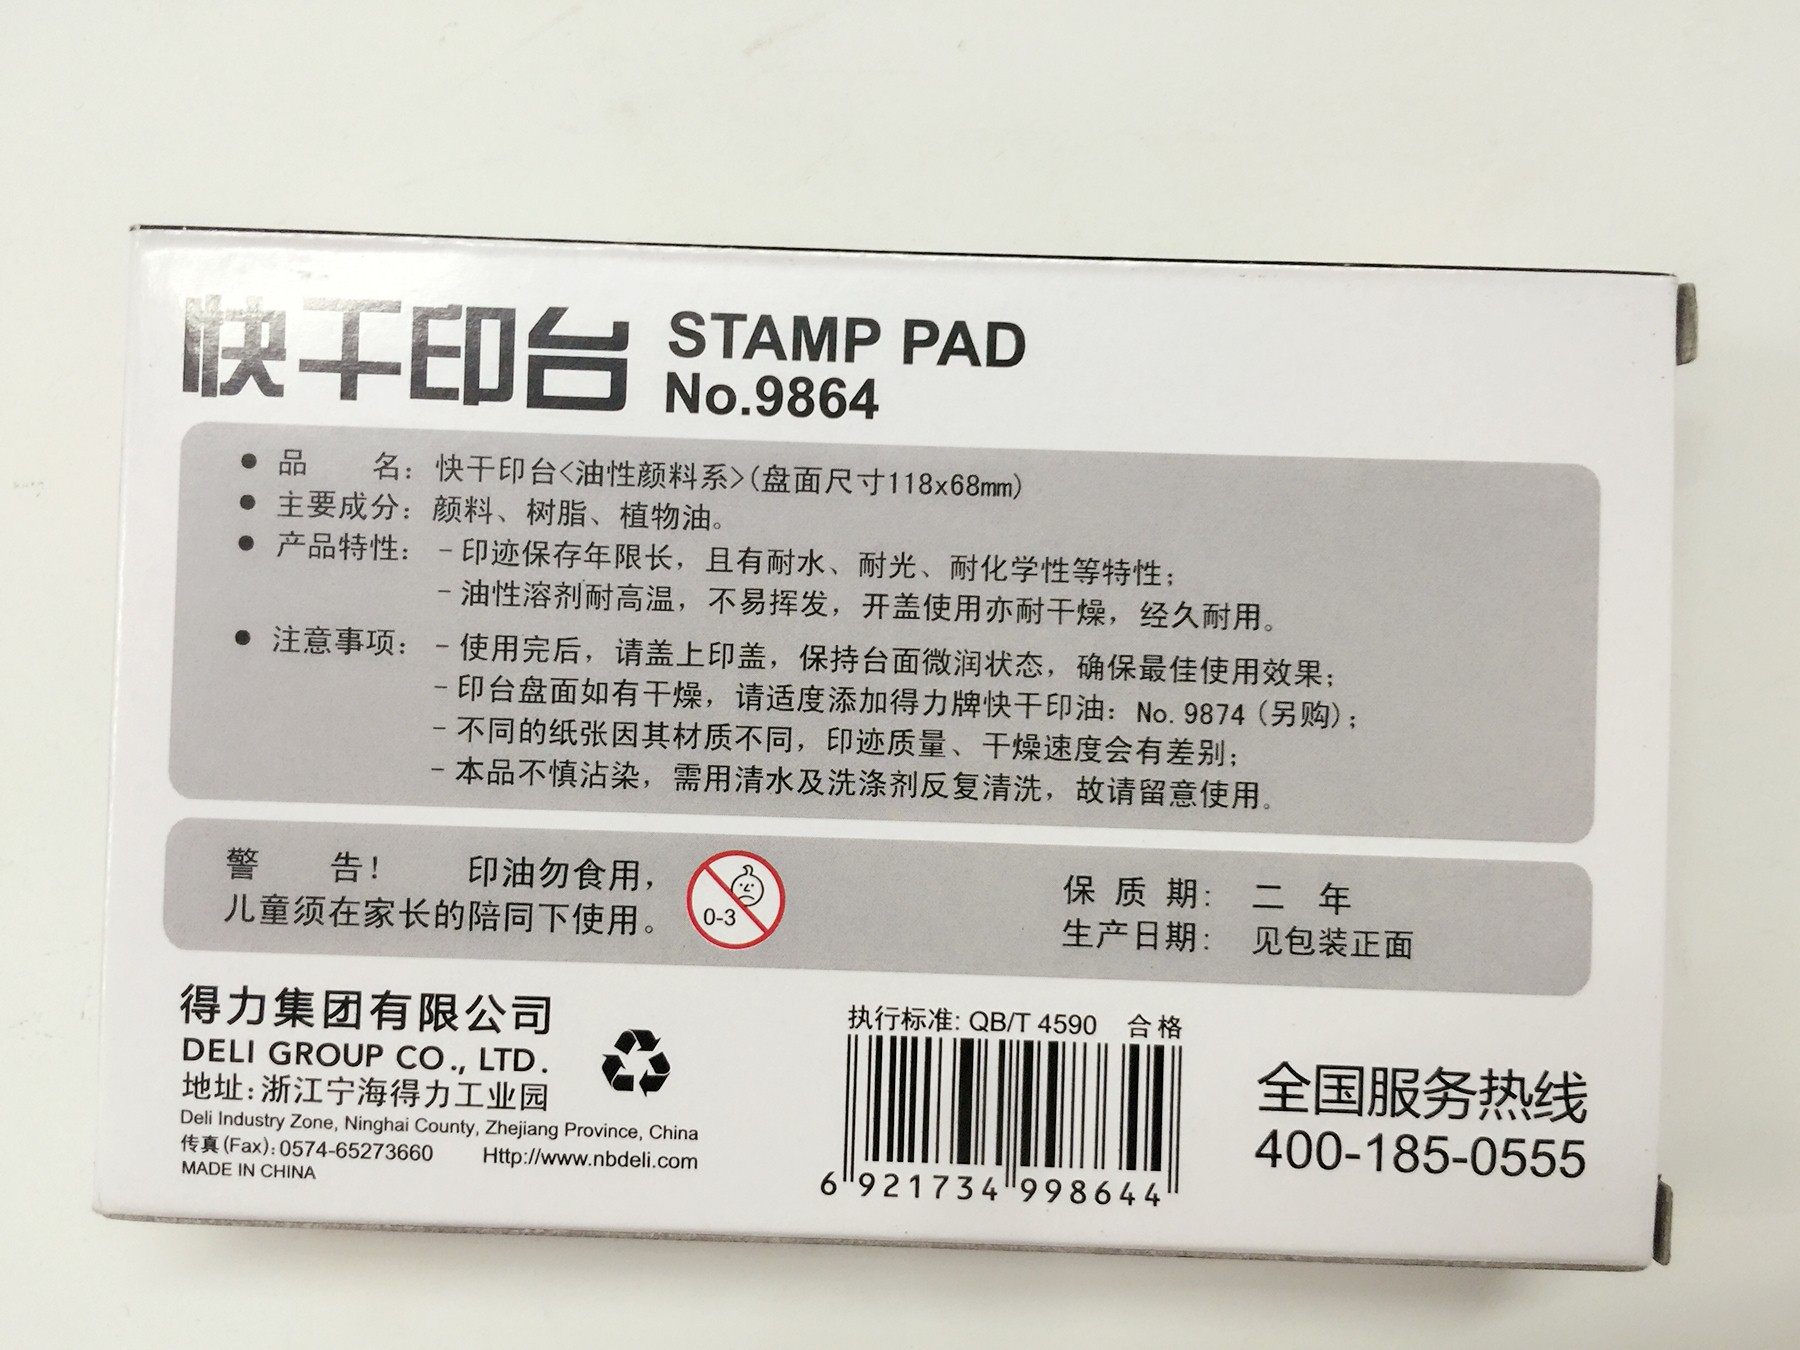 快干印台 STAMP PAD
No.9864
● 品 名：快干印台<油性颜料系>(盘面尺寸118x68mm)
● 主要成分：颜料、树脂、植物油。
● 产品特性：－印迹保存年限长，且有耐水、耐光、耐化学性等特性；
－油性溶剂耐高温，不易挥发，开盖使用亦耐干燥，经久耐用。
● 注意事项：－使用完后，请盖上印盖，保持台面微润状态，确保最佳使用效果；
－印台盘面如有干燥，请适度添加得力牌快干印油：No.9874(另购)；
－不同的纸张因其材质不同，印迹质量、干燥速度会有差别；
－本品不慎沾染，需用清水及洗涤剂反复清洗，故请留意使用。
警 告！ 印油勿食用，
儿童须在家长的陪同下使用。
0-3
保 质 期： 二 年
生产日期： 见包装正面
得力集团有限公司
DELI GROUP CO., LTD.
地址：浙江宁海得力工业园
Deli Industry Zone, Ninghai County, Zhejiang Province, China
传真(Fax)：0574-65273660 Http://www.nbdeli.com
MADE IN CHINA
执行标准：QB/T 4590 合格
6 921734 998644
全国服务热线
400-185-0555